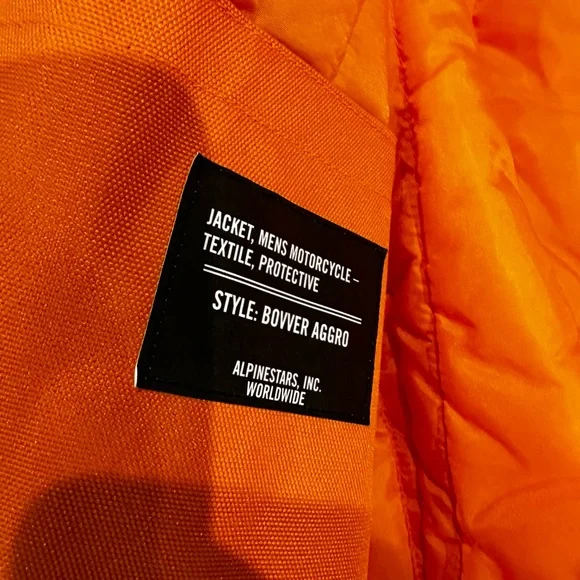 JACKET, MENS MOTORCYCLE –
TEXTILE, PROTECTIVE
STYLE: BOVVER AGGRO
ALPINESTARS, INC.
WORLDWIDE